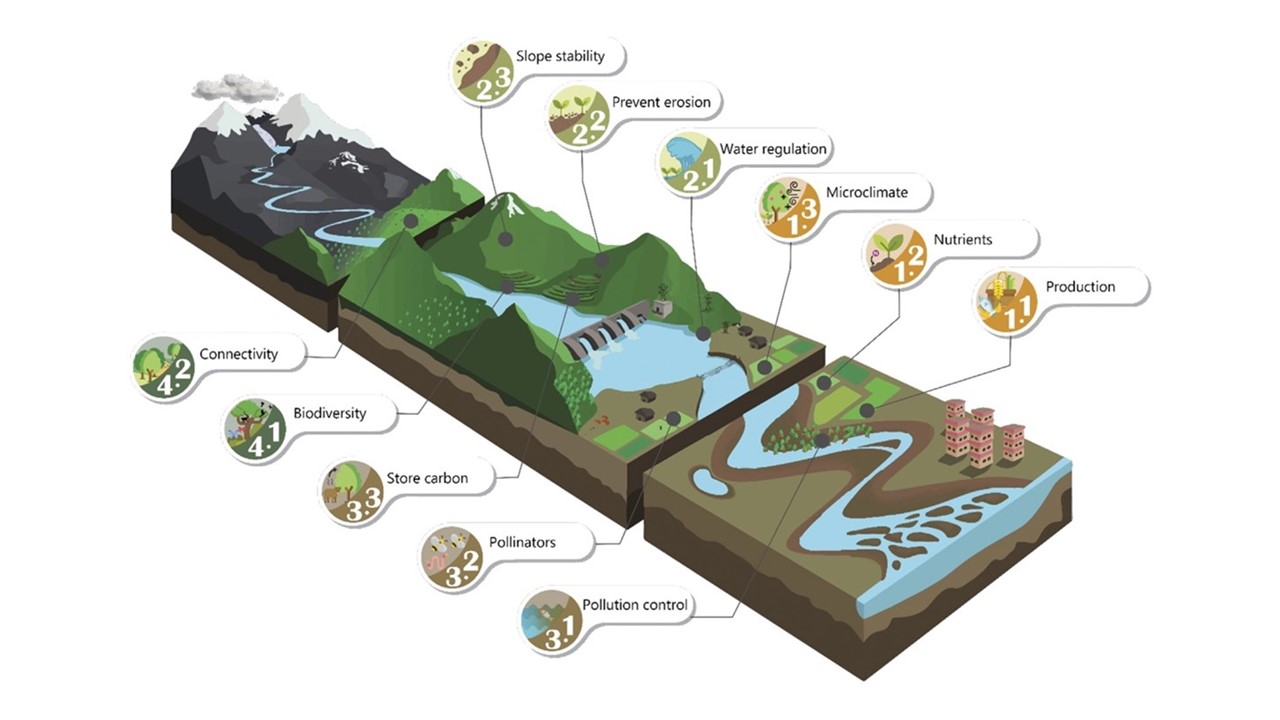 Slope stability
2.3
Prevent erosion
2.2
Water regulation
2.1
Microclimate
1.3
Nutrients
1.2
Production
1.1
Connectivity
4.2
Biodiversity
4.1
Store carbon
3.3
Pollinators
3.2
Pollution control
3.1